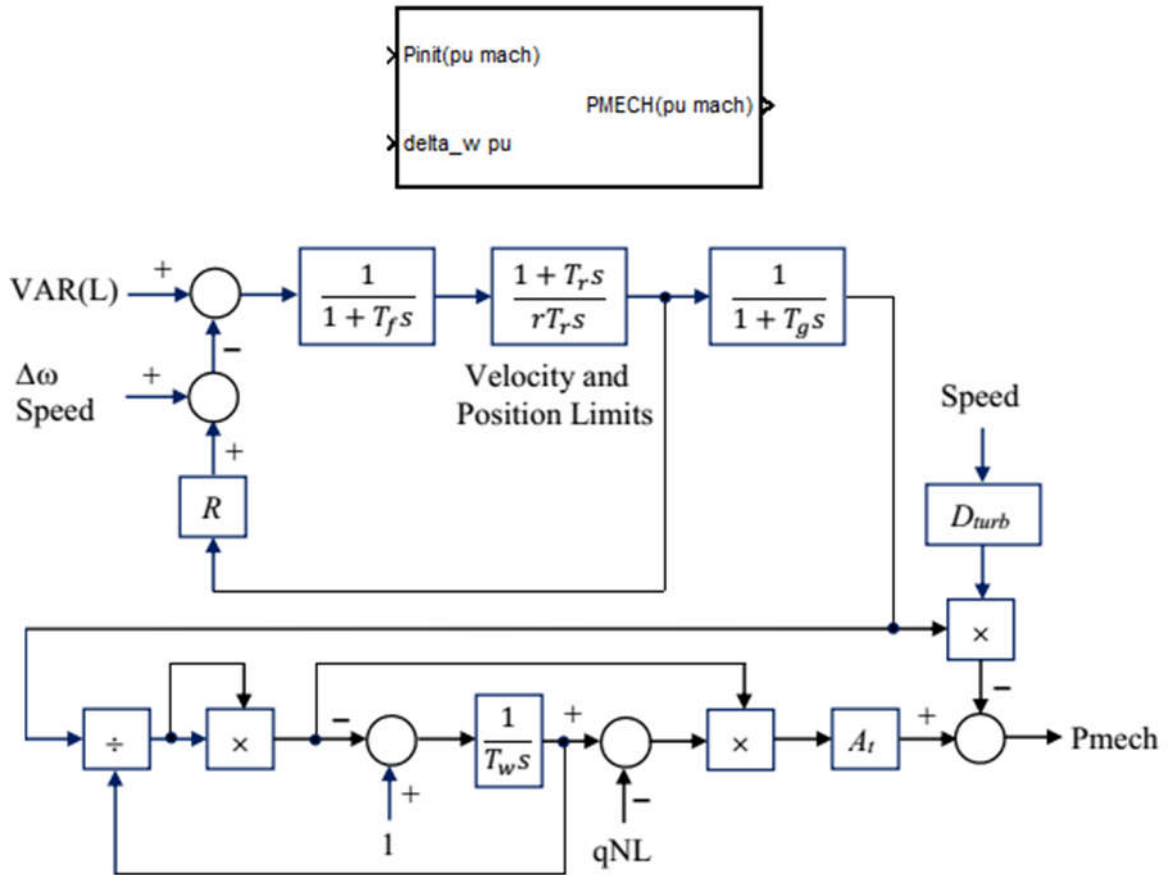 Pinit(pu mach)
PMECH(pu mach)
delta_w pu
VAR(L)
+
1
1 + T_f s
1 + T_r s
rT_r s
1
1 + T_g s
−
Δω
Speed
+
Velocity and
Position Limits
Speed
+
R
D_turb
×
−
÷
×
−
1
T_w s
+
×
A_t
+
Pmech
+
−
1
qNL